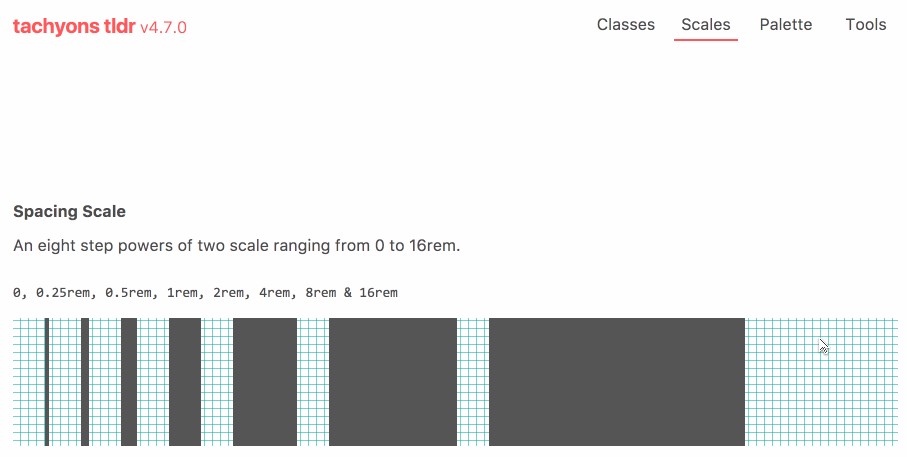 tachyons tldr v4.7.0
Classes Scales Palette Tools
Spacing Scale
An eight step powers of two scale ranging from 0 to 16rem.
0, 0.25rem, 0.5rem, 1rem, 2rem, 4rem, 8rem & 16rem